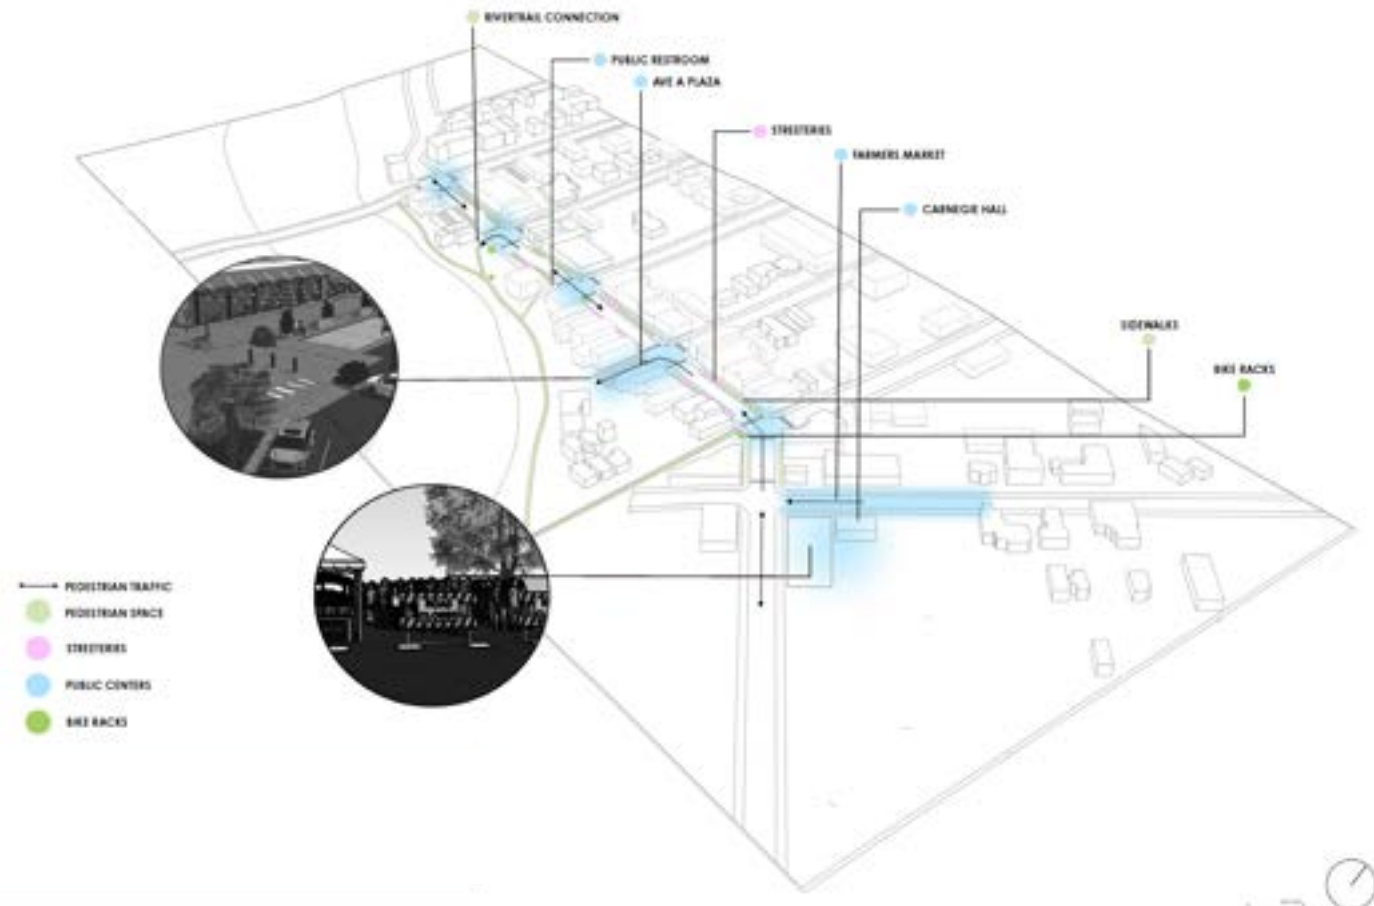 RIVERTRAIL CONNECTION
PUBLIC RESTROOM
AVE A PLAZA
STREETERIES
FARMERS MARKET
CARNEGIE HALL
SIDEWALKS
BIKE RACKS
PEDESTRIAN TRAFFIC
PEDESTRIAN SPACE
STREETERIES
PUBLIC CENTERS
BIKE RACKS